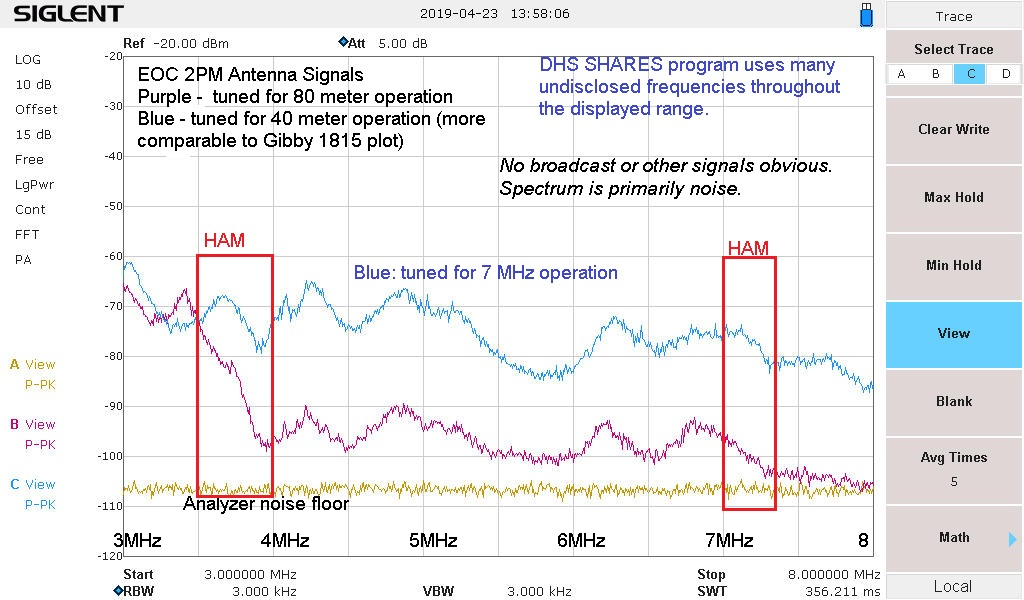 SIGLENT
2019-04-23 13:58:06
Ref -20.00 dBm
Att 5.00 dB
LOG
10 dB
Offset
15 dB
Free
LgPwr
Cont
FFT
PA
A View
P-PK
B View
P-PK
C View
P-PK
-20
-30
-40
-50
-60
-70
-80
-90
-100
-110
-120
EOC 2PM Antenna Signals
Purple - tuned for 80 meter operation
Blue - tuned for 40 meter operation (more
comparable to Gibby 1815 plot)
DHS SHARES program uses many
undisclosed frequencies throughout
the displayed range.
No broadcast or other signals obvious.
Spectrum is primarily noise.
HAM
HAM
Blue: tuned for 7 MHz operation
Analyzer noise floor
3MHz 4MHz 5MHz 6MHz 7MHz 8
Start 3.000000 MHz
Stop 8.000000 MHz
RBW 3.000 kHz
VBW 3.000 kHz
SWT 356.211 ms
Trace
Select Trace
A B C D
Clear Write
Max Hold
Min Hold
View
Blank
Avg Times
5
Math
Local